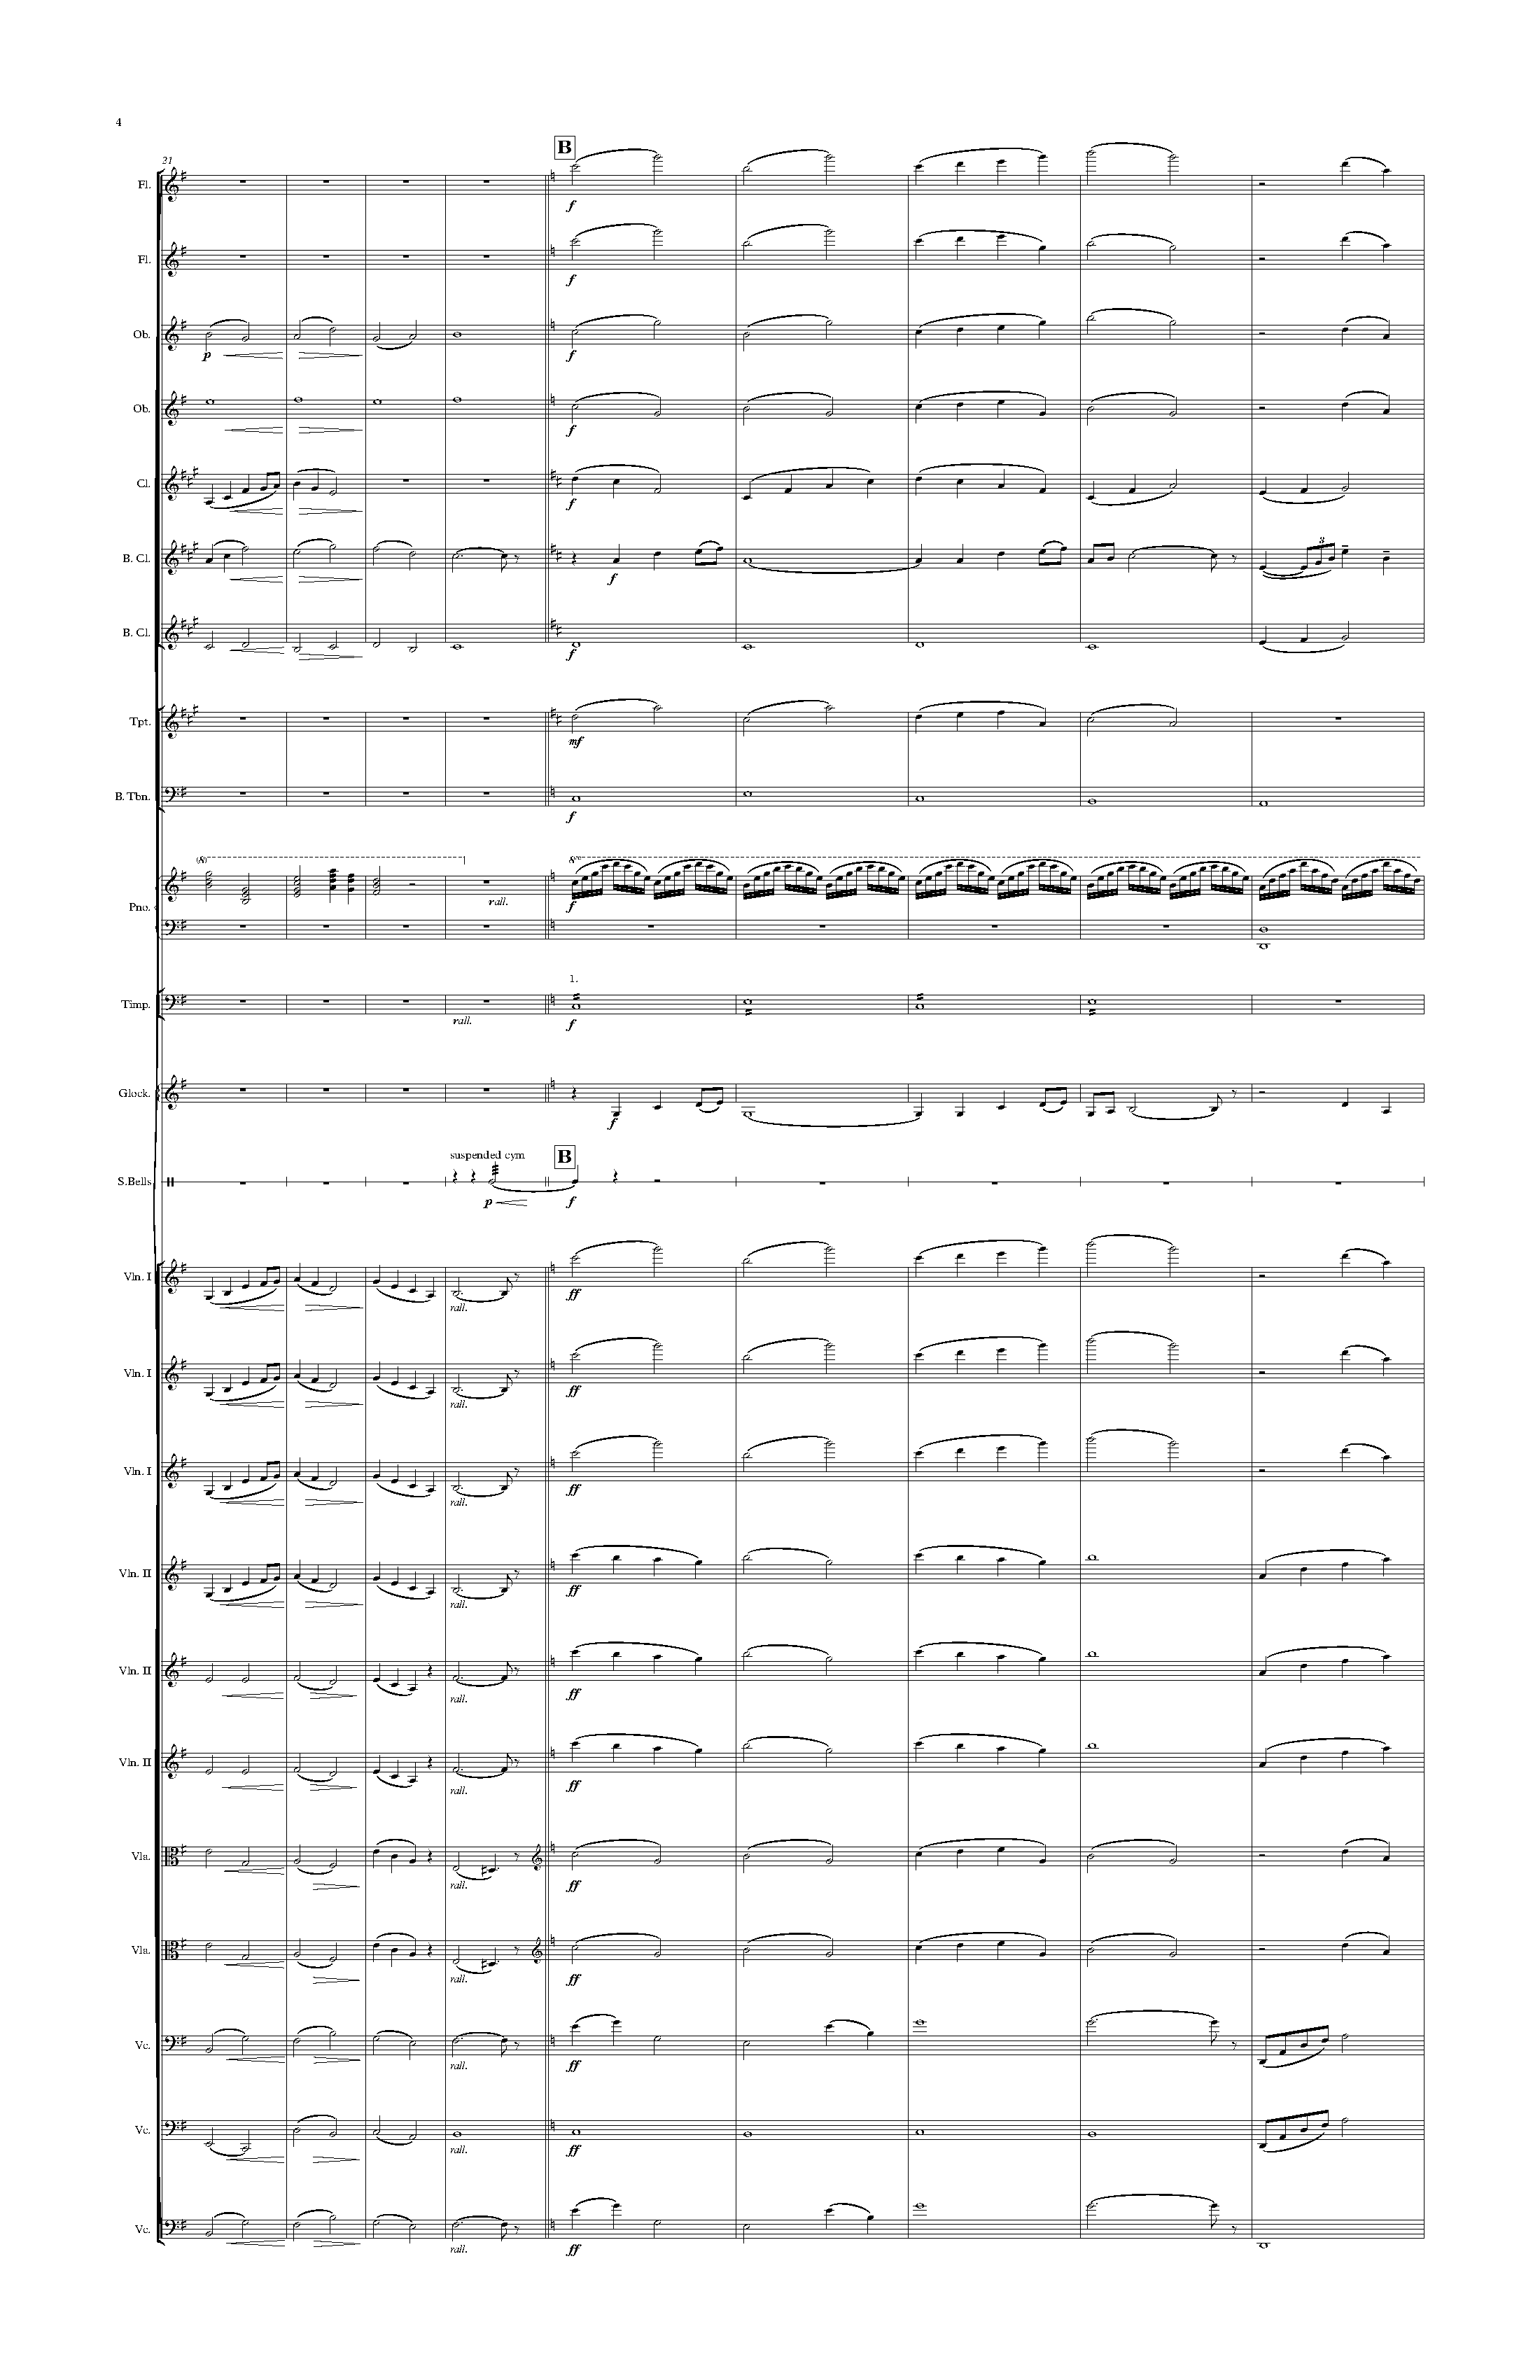 4
B
31
Fl.
f
Fl.
f
Ob.
p f
Ob.
f
Cl.
f
B. Cl.
f 3
B. Cl.
f
Tpt.
mf
B. Tbn.
f
(8) 8va
Pno.
rall. f
1.
Timp.
rall. f
Glock.
f
suspended cym B
S.Bells
p f
Vln. I
rall. ff
Vln. I
rall. ff
Vln. I
rall. ff
Vln. II
rall. ff
Vln. II
rall. ff
Vln. II
rall. ff
Vla.
rall. ff
Vla.
rall. ff
Vc.
rall. ff
Vc.
rall. ff
Vc.
rall. ff